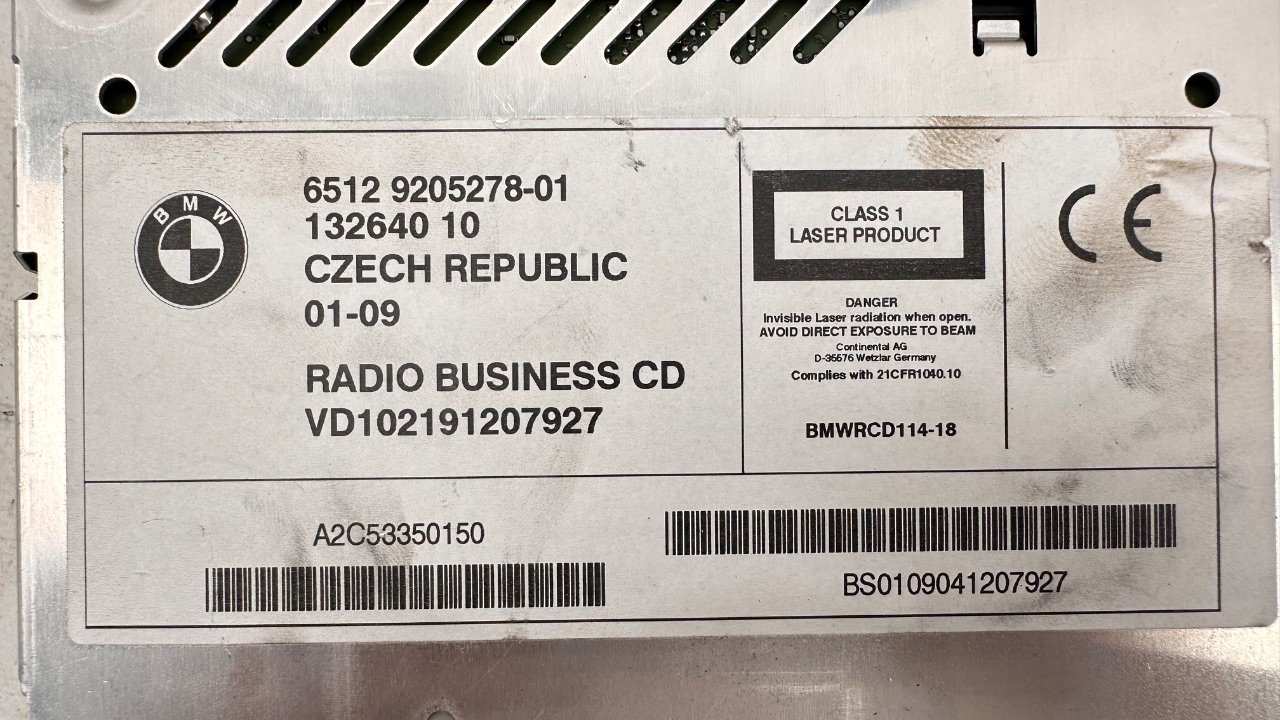 BMW
6512 9205278-01
132640 10
CZECH REPUBLIC
01-09
RADIO BUSINESS CD
VD102191207927
CLASS 1
LASER PRODUCT
DANGER
Invisible Laser radiation when open.
AVOID DIRECT EXPOSURE TO BEAM
Continental AG
D-35576 Wetzlar Germany
Complies with 21CFR1040.10
BMWRCD114-18
CE
A2C53350150
BS0109041207927